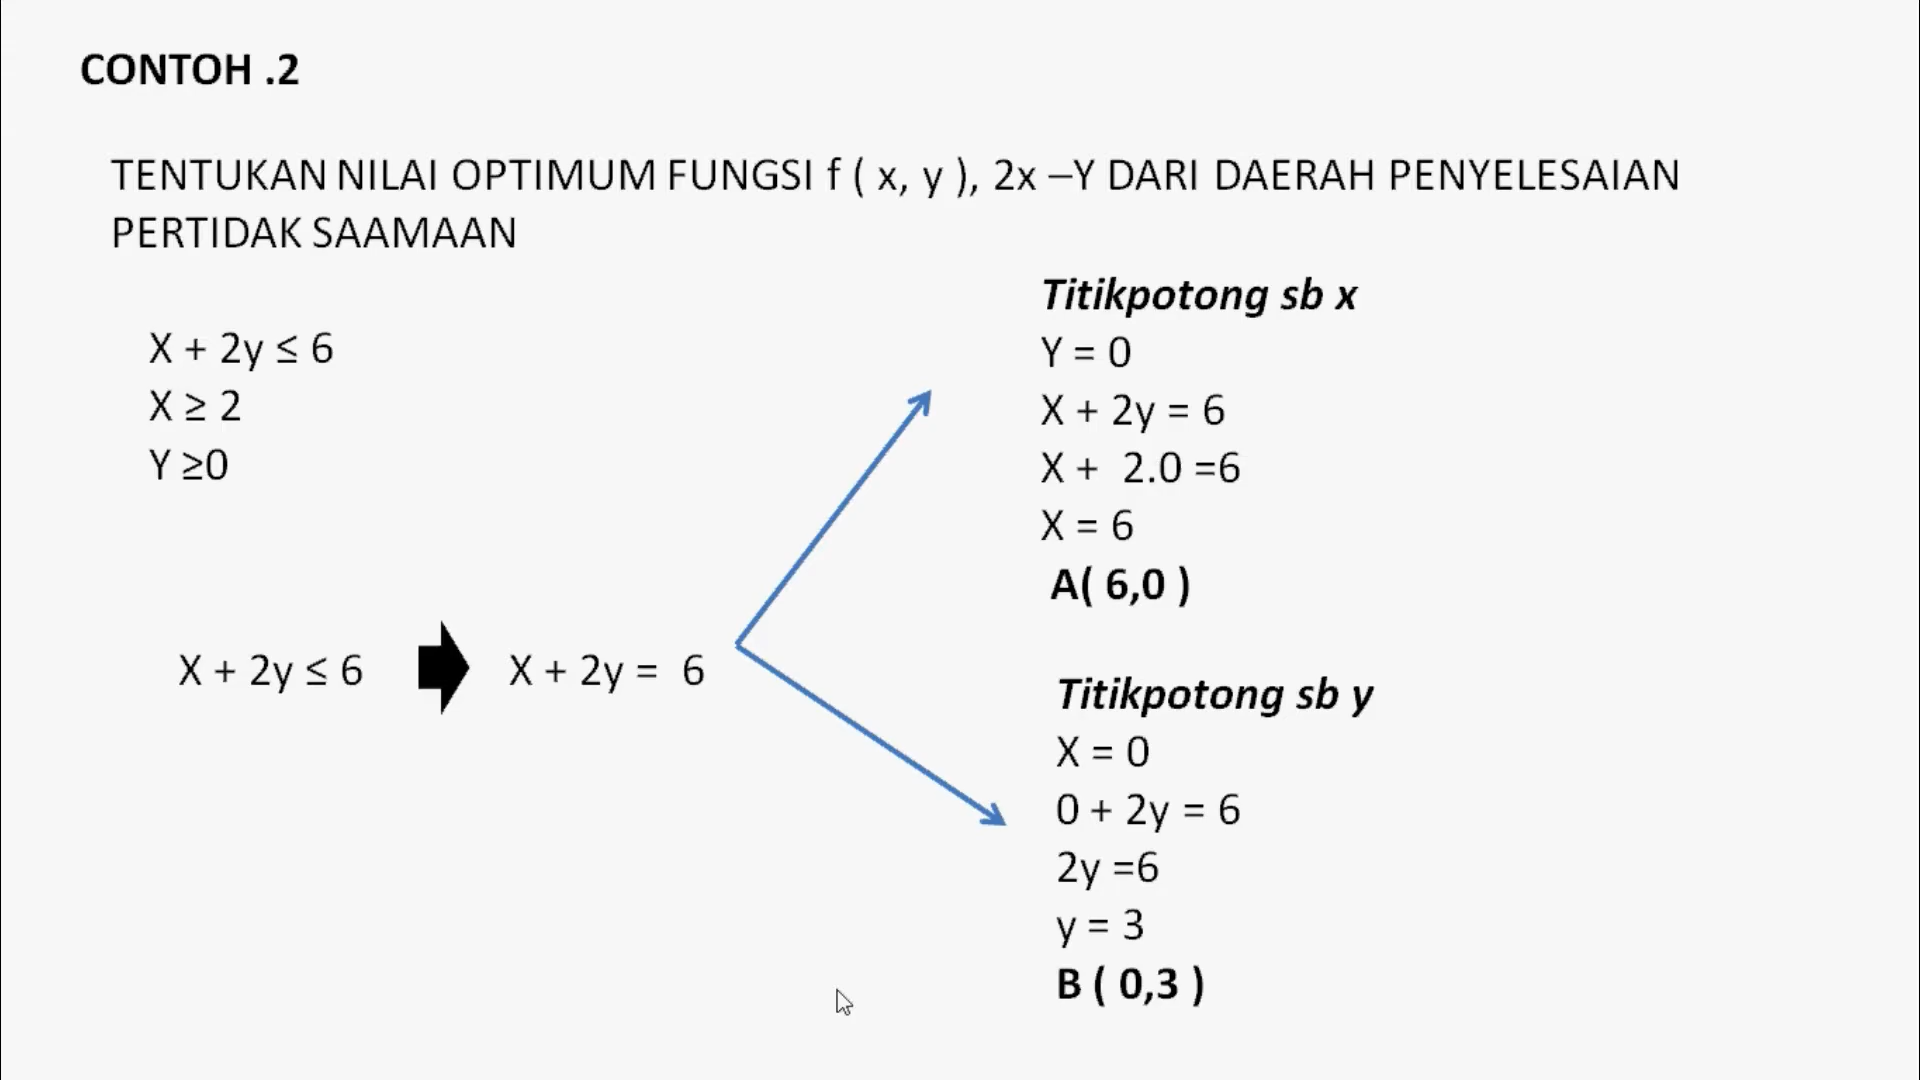 CONTOH .2
TENTUKAN NILAI OPTIMUM FUNGSI f ( x, y ), 2x –Y DARI DAERAH PENYELESAIAN
PERTIDAK SAAMAAN
X + 2y ≤ 6
X ≥ 2
Y ≥0
X + 2y ≤ 6
X + 2y = 6
Titikpotong sb x
Y = 0
X + 2y = 6
X + 2.0 =6
X = 6
A( 6,0 )
Titikpotong sb y
X = 0
0 + 2y = 6
2y =6
y = 3
B ( 0,3 )